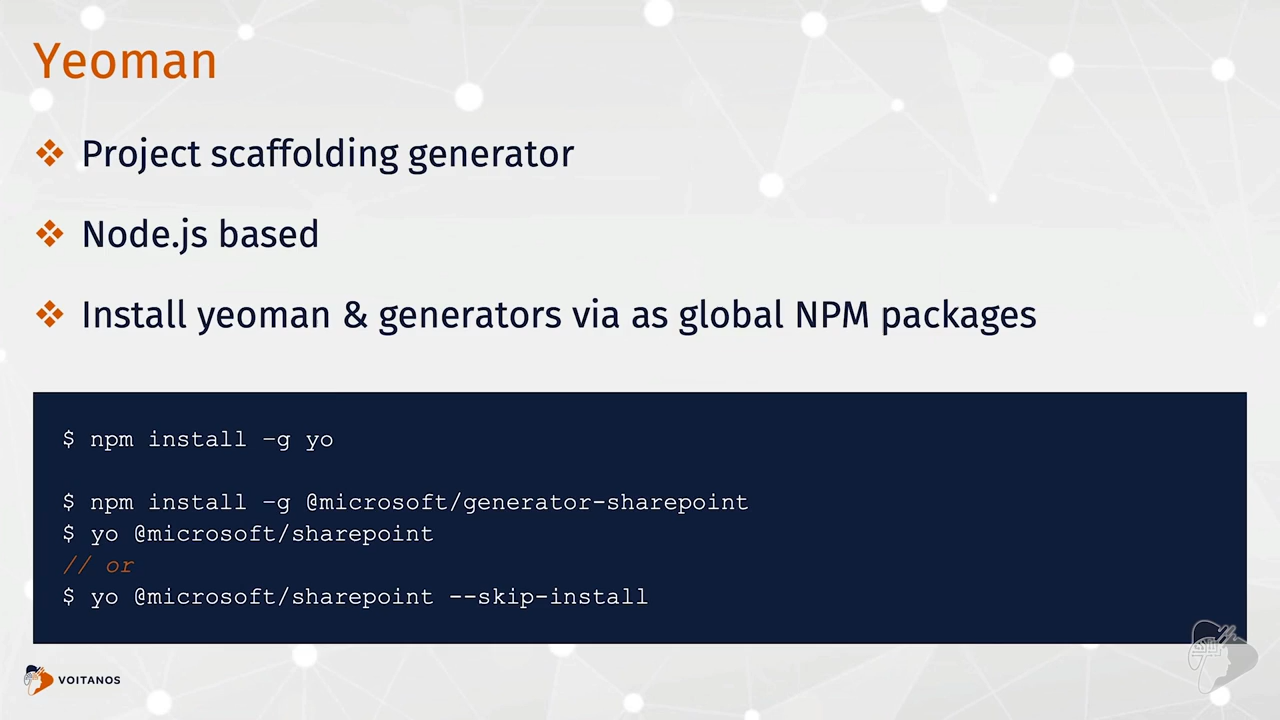 Yeoman
❖ Project scaffolding generator
❖ Node.js based
❖ Install yeoman & generators via as global NPM packages
$ npm install -g yo
$ npm install -g @microsoft/generator-sharepoint
$ yo @microsoft/sharepoint
// or
$ yo @microsoft/sharepoint --skip-install
VOITANOS